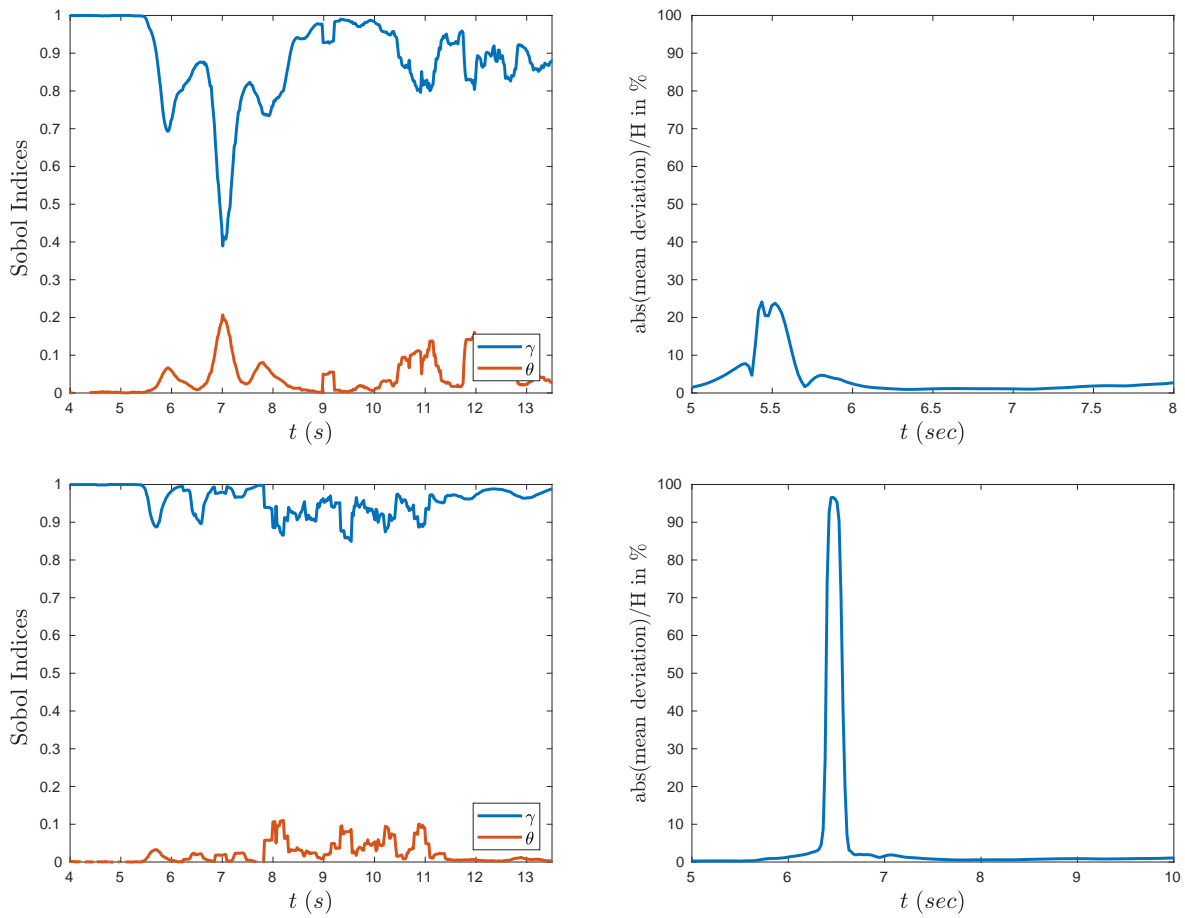 Sobol Indices
1
0.9
0.8
0.7
0.6
0.5
0.4
0.3
0.2
0.1
0
4 5 6 7 8 9 10 11 12 13
t (s)
γ
θ
abs(mean deviation)/H in %
100
90
80
70
60
50
40
30
20
10
0
5 5.5 6 6.5 7 7.5 8
t (sec)
Sobol Indices
1
0.9
0.8
0.7
0.6
0.5
0.4
0.3
0.2
0.1
0
4 5 6 7 8 9 10 11 12 13
t (s)
γ
θ
abs(mean deviation)/H in %
100
90
80
70
60
50
40
30
20
10
0
5 6 7 8 9 10
t (sec)